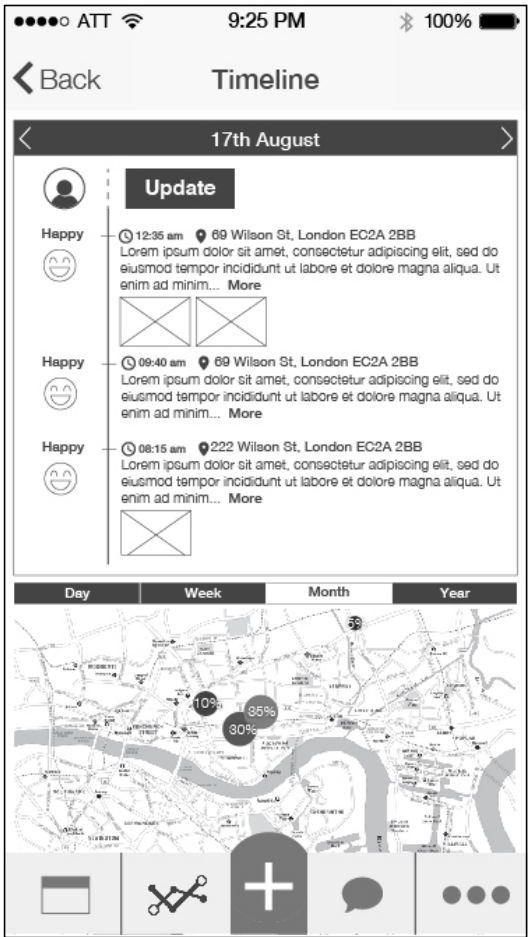 ATT 9:25 PM 100%
Back Timeline
17th August
Update
Happy
12:35 am 69 Wilson St, London EC2A 2BB
Lorem ipsum dolor sit amet, consectetur adipiscing elit, sed do
eiusmod tempor incididunt ut labore et dolore magna aliqua. Ut
enim ad minim... More
Happy
09:40 am 69 Wilson St, London EC2A 2BB
Lorem ipsum dolor sit amet, consectetur adipiscing elit, sed do
eiusmod tempor incididunt ut labore et dolore magna aliqua. Ut
enim ad minim... More
Happy
08:15 am 222 Wilson St, London EC2A 2BB
Lorem ipsum dolor sit amet, consectetur adipiscing elit, sed do
eiusmod tempor incididunt ut labore et dolore magna aliqua. Ut
enim ad minim... More
Day Week Month Year
10%
35%
30%